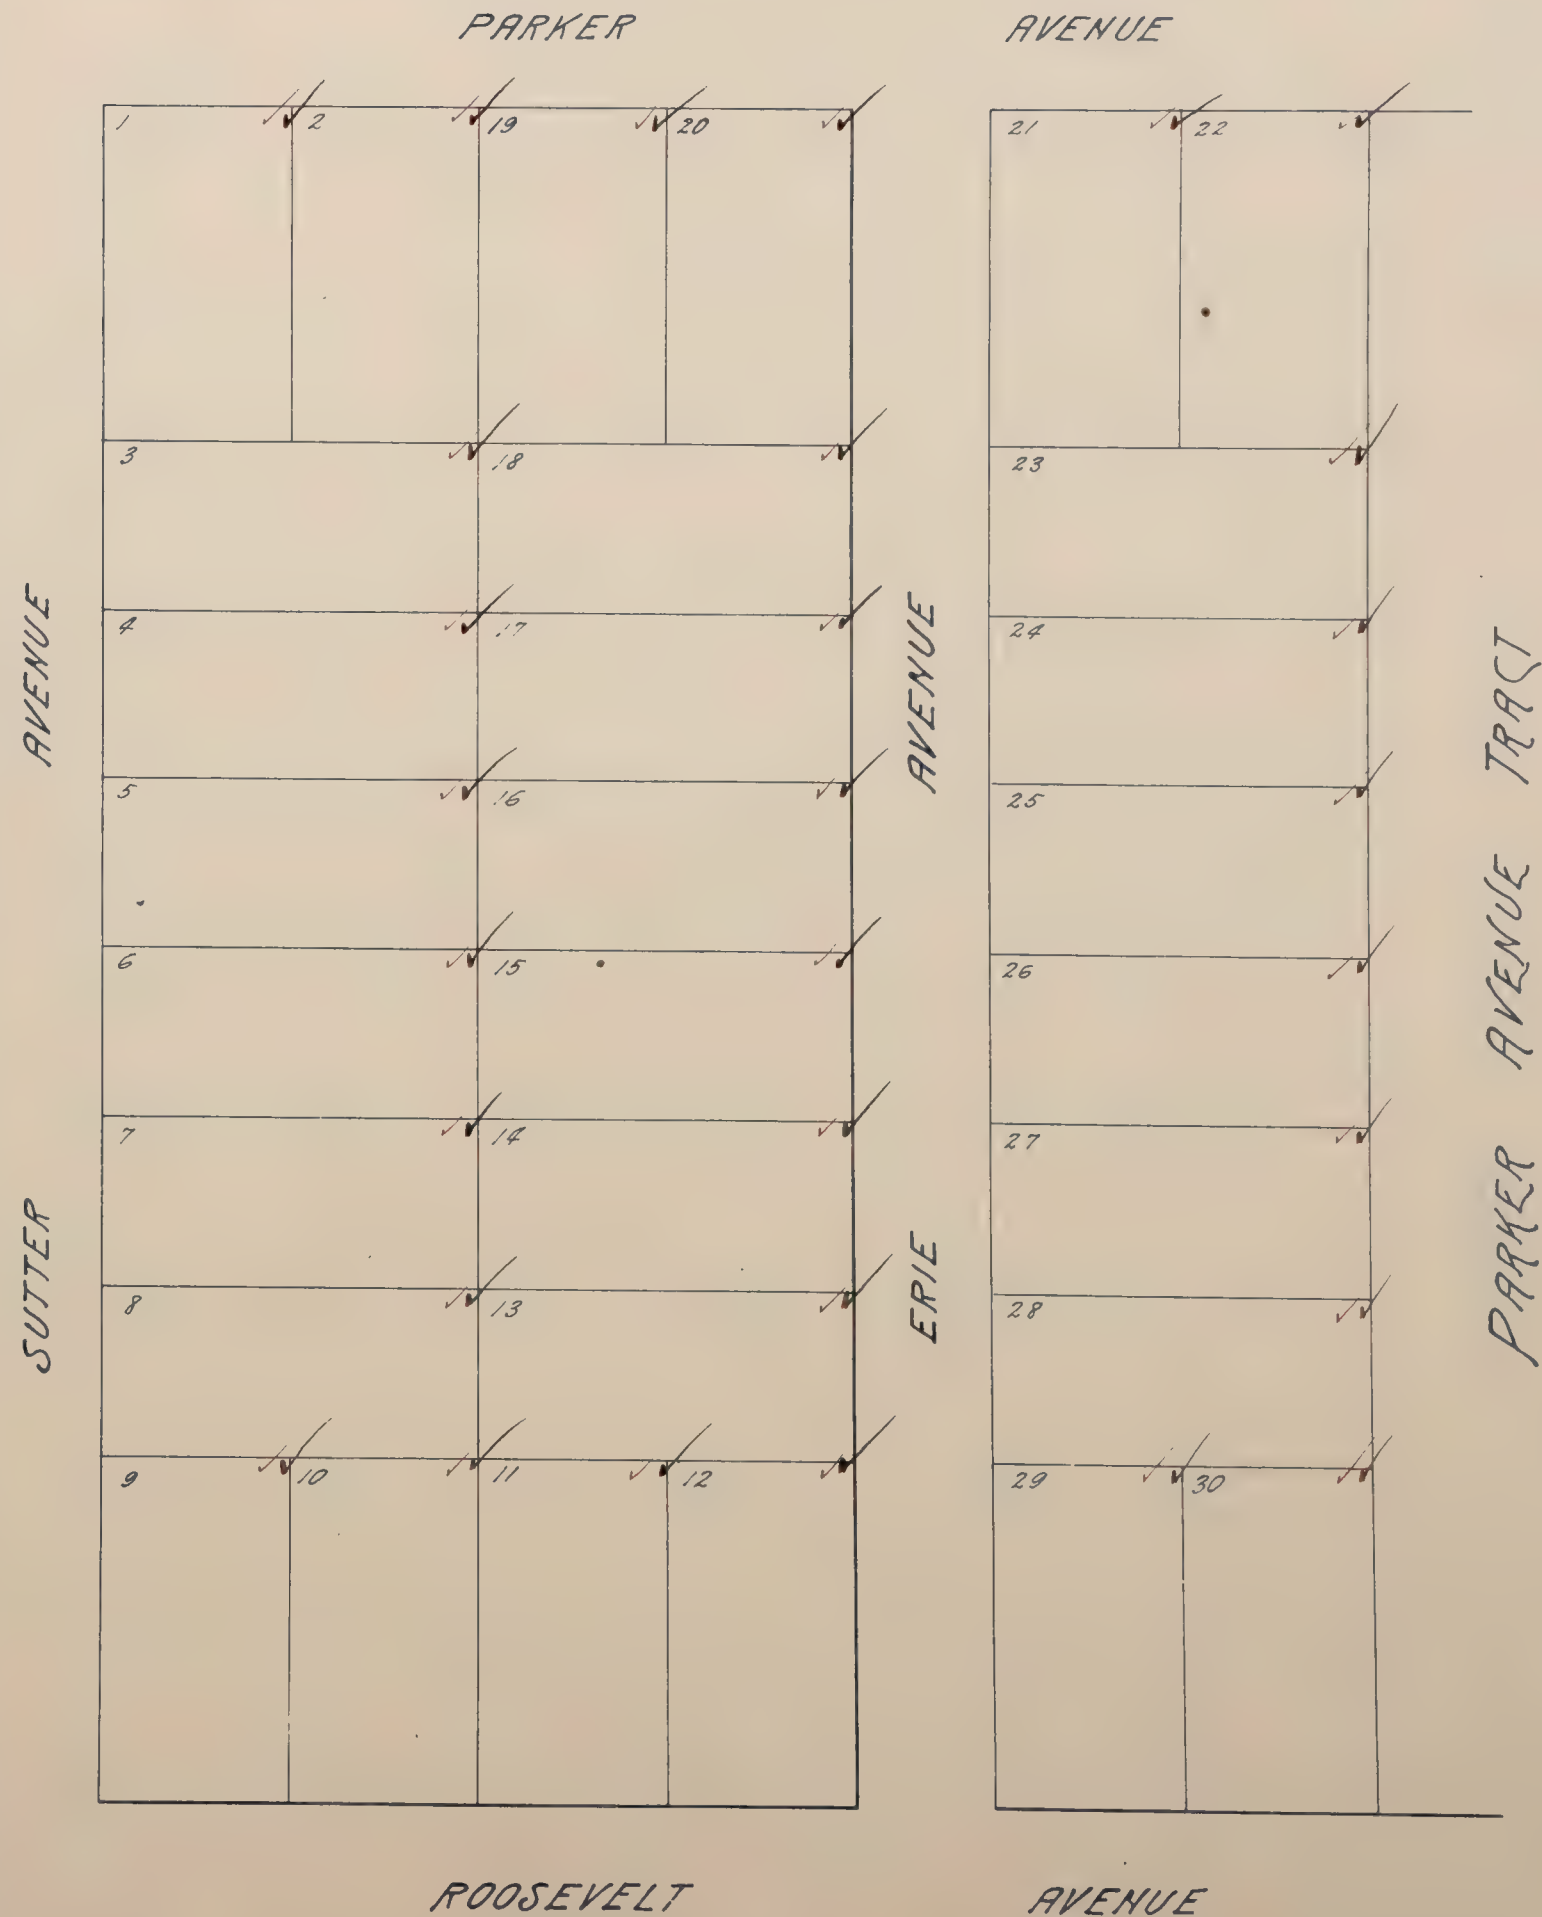 PARKER AVENUE
1 2 19 20 21 22
3 18 23
4 17 24
5 16 25
6 15 26
7 14 27
8 13 28
9 10 11 12 29 30
SUTTER AVENUE
ERIE AVENUE
PARKER AVENUE TRACT
ROOSEVELT AVENUE